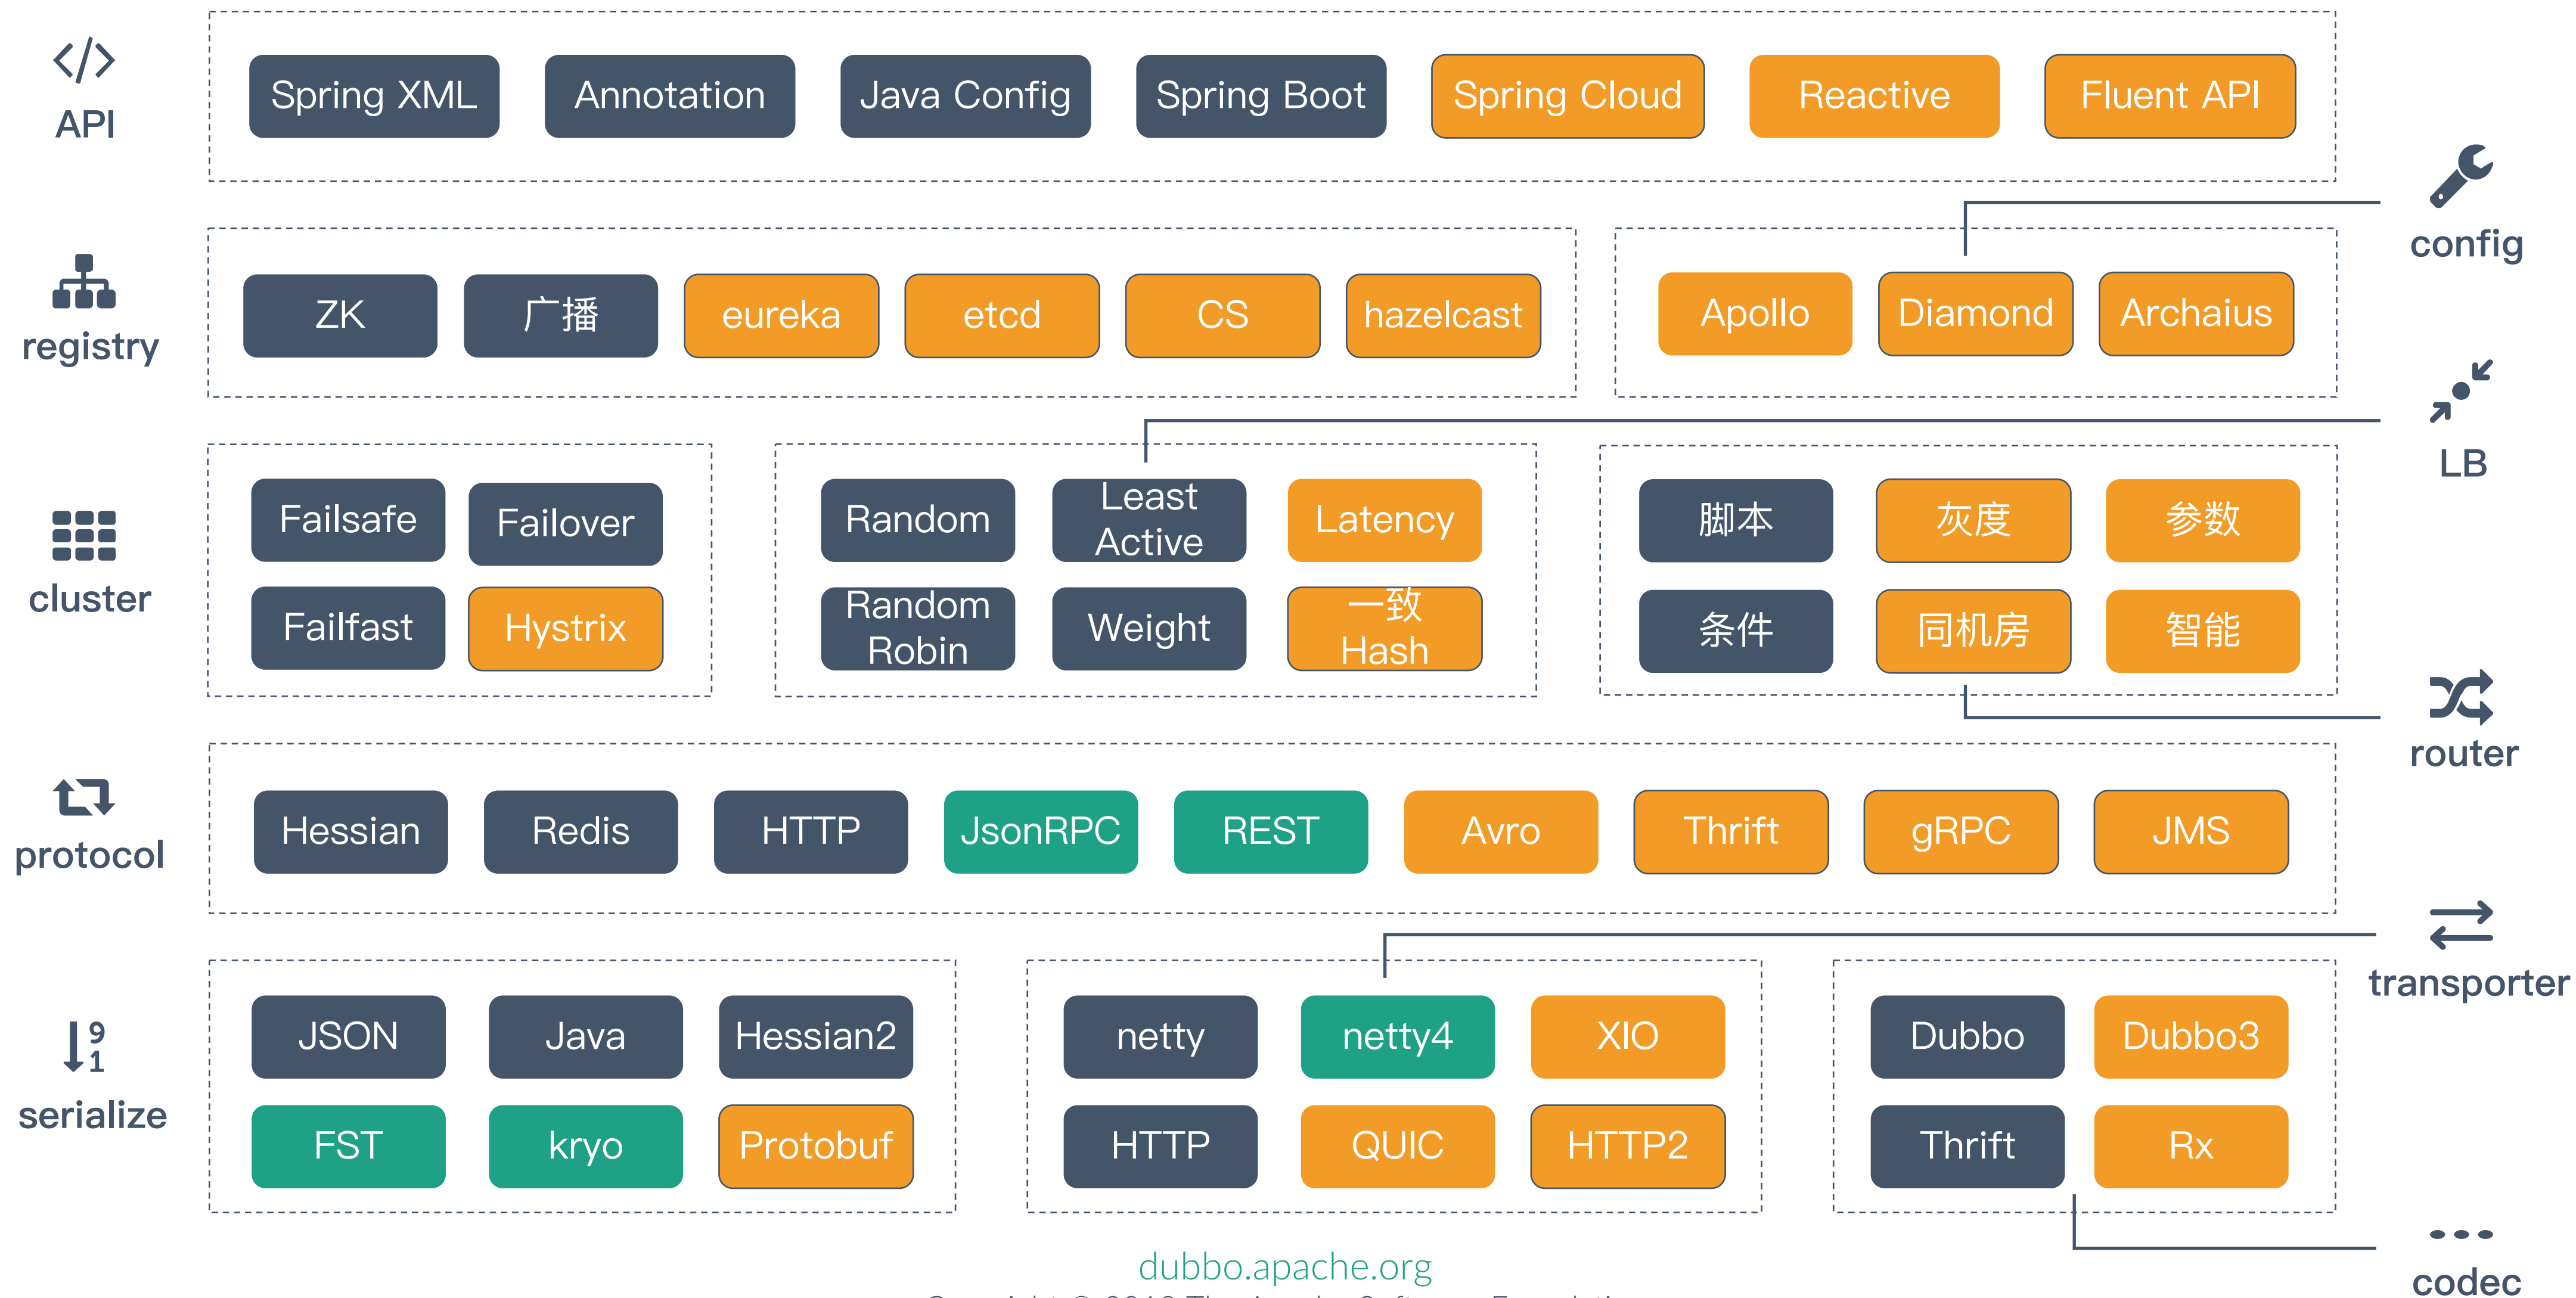 API
Spring XML
Annotation
Java Config
Spring Boot
Spring Cloud
Reactive
Fluent API
config
registry
ZK
广播
eureka
etcd
CS
hazelcast
Apollo
Diamond
Archaius
LB
cluster
Failsafe
Failover
Failfast
Hystrix
Random
Least
Active
Latency
Random
Robin
Weight
一致
Hash
脚本
灰度
参数
条件
同机房
智能
router
protocol
Hessian
Redis
HTTP
JsonRPC
REST
Avro
Thrift
gRPC
JMS
transporter
serialize
9
1
JSON
Java
Hessian2
FST
kryo
Protobuf
netty
netty4
XIO
HTTP
QUIC
HTTP2
Dubbo
Dubbo3
Thrift
Rx
codec
dubbo.apache.org